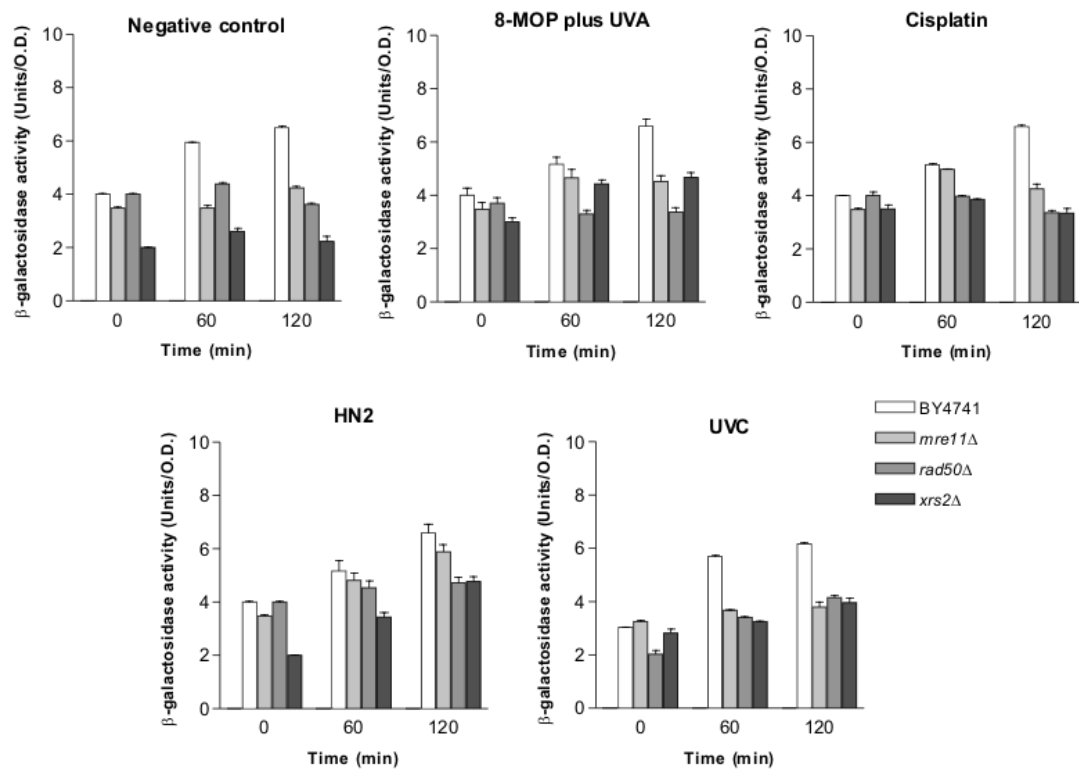 Negative control
β-galactosidase activity (Units/O.D.)
10
8
6
4
2
0
0
60
120
Time (min)
8-MOP plus UVA
β-galactosidase activity (Units/O.D.)
10
8
6
4
2
0
0
60
120
Time (min)
Cisplatin
β-galactosidase activity (Units/O.D.)
10
8
6
4
2
0
0
60
120
Time (min)
HN2
β-galactosidase activity (Units/O.D.)
10
8
6
4
2
0
0
60
120
Time (min)
UVC
β-galactosidase activity (Units/O.D.)
10
8
6
4
2
0
0
60
120
Time (min)
BY4741
mre11Δ
rad50Δ
xrs2Δ